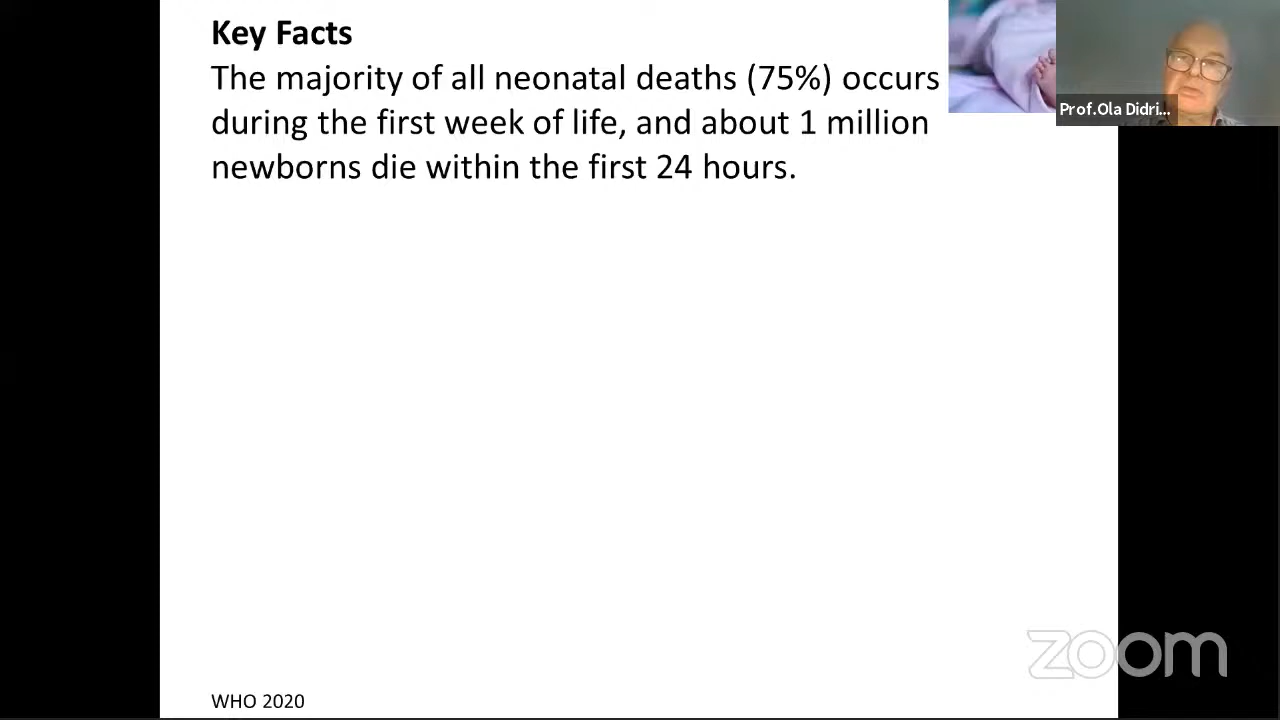 Key Facts
The majority of all neonatal deaths (75%) occurs
during the first week of life, and about 1 million
newborns die within the first 24 hours.
Prof.Ola Didri...
zoom
WHO 2020